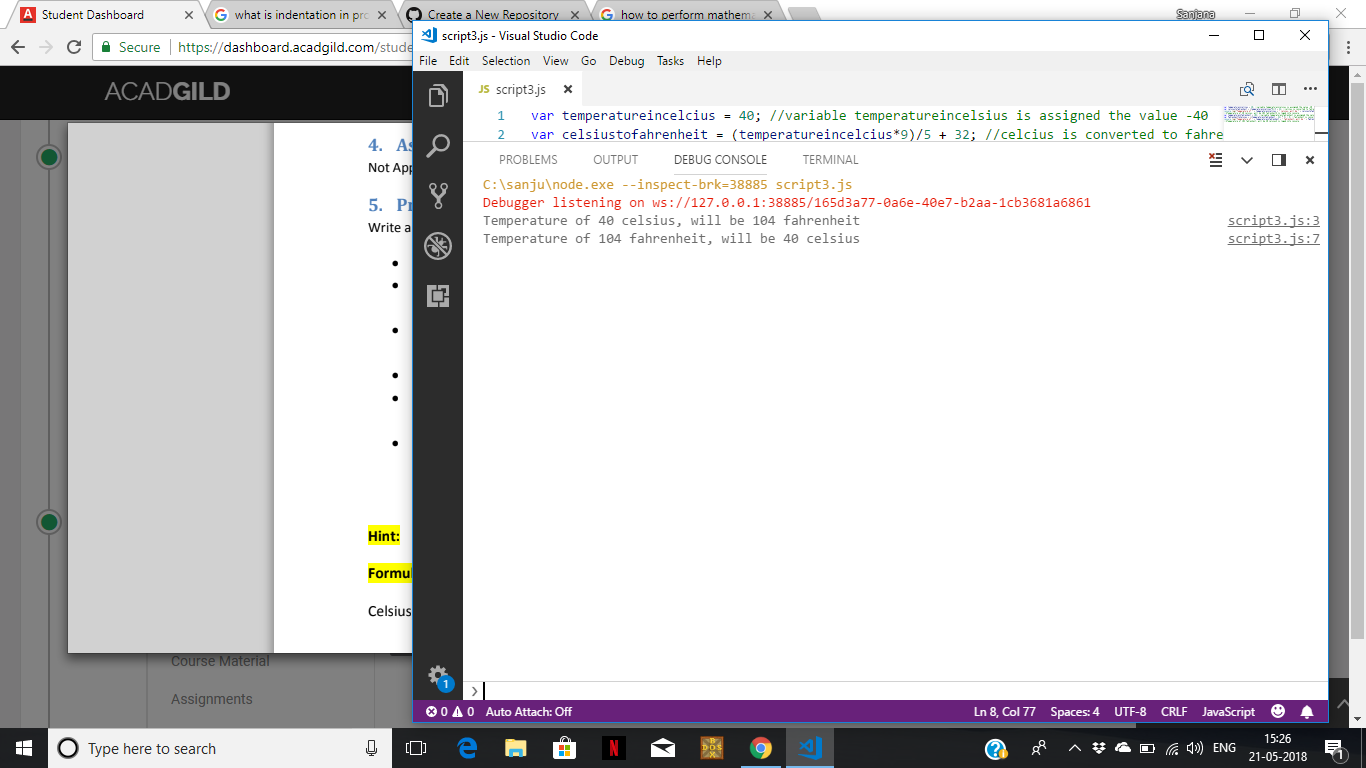 Student Dashboard
what is indentation in pro
Create a New Repository
how to perform mathema
Sanjana
Secure
https://dashboard.acadgild.com/stude
ACADGILD
4. As
Not App
5. Pr
Write a
Hint:
Formul
Celsius
Course Material
Assignments
script3.js - Visual Studio Code
File Edit Selection View Go Debug Tasks Help
JS script3.js
1 var temperatureincelcius = 40; //variable temperatureincelsius is assigned the value -40
2 var celsiustofahrenheit = (temperatureincelcius*9)/5 + 32; //celcius is converted to fahre
PROBLEMS OUTPUT DEBUG CONSOLE TERMINAL
C:\sanju\node.exe --inspect-brk=38885 script3.js
Debugger listening on ws://127.0.0.1:38885/165d3a77-0a6e-40e7-b2aa-1cb3681a6861
Temperature of 40 celsius, will be 104 fahrenheit script3.js:3
Temperature of 104 fahrenheit, will be 40 celsius script3.js:7
1
0 0 Auto Attach: Off Ln 8, Col 77 Spaces: 4 UTF-8 CRLF JavaScript
Type here to search
DOS
BOX
ENG
15:26
21-05-2018
1